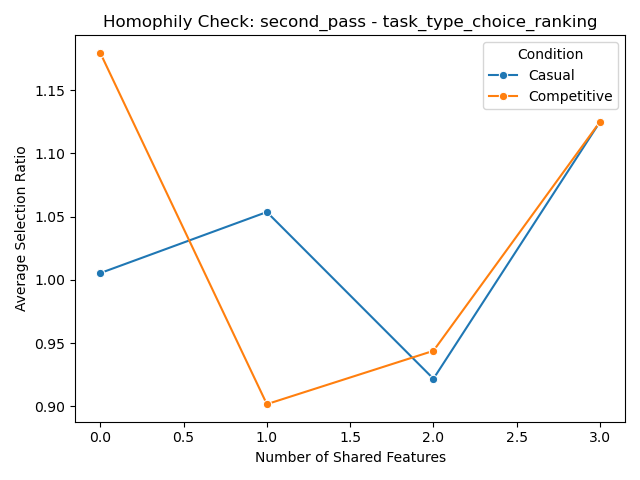 Homophily Check: second_pass - task_type_choice_ranking
Condition
Casual
Competitive
Average Selection Ratio
1.15
1.10
1.05
1.00
0.95
0.90
0.0 0.5 1.0 1.5 2.0 2.5 3.0
Number of Shared Features